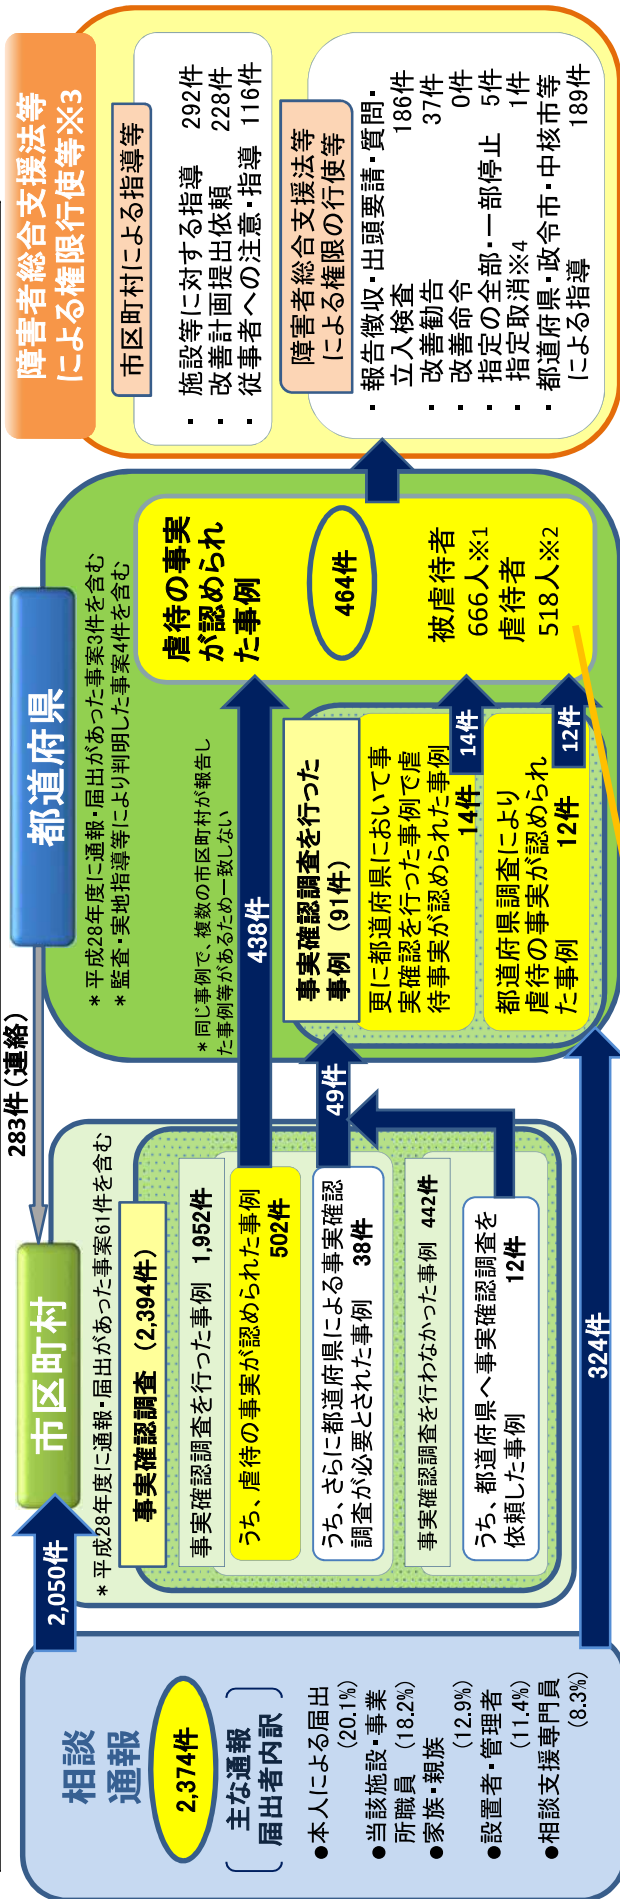 相談
通報
2,374件
主な通報
届出者内訳
●本人による届出
(20.1%)
●当該施設・事業
所職員 (18.2%)
●家族・親族
(12.9%)
●設置者・管理者
(11.4%)
●相談支援専門員
(8.3%)
2,050件
324件
市区町村
283件(連絡)
都道府県
*平成28年度に通報・届出があった事案61件を含む
事実確認調査 (2,394件)
事実確認調査を行った事例 1,952件
うち、虐待の事実が認められた事例
502件
うち、さらに都道府県による事実確認
調査が必要とされた事例 38件
事実確認調査を行わなかった事例 442件
うち、都道府県へ事実確認調査を
依頼した事例 12件
*平成28年度に通報・届出があった事案3件を含む
*監査・実地指導等により判明した事案4件を含む
*同じ事例で、複数の市区町村が報告し
た事例等があるため一致しない
438件
49件
事実確認調査を行った
事例 (91件)
更に都道府県において事
実確認を行った事例で虐
待事実が認められた事例
14件
都道府県調査により
虐待の事実が認められ
た事例 12件
14件
12件
虐待の事実
が認められ
た事例
464件
被虐待者
666人※1
虐待者
518人※2
障害者総合支援法等
による権限行使等※3
市区町村による指導等
・ 施設等に対する指導 292件
・ 改善計画提出依頼 228件
・ 従事者への注意・指導 116件
障害者総合支援法等
による権限の行使等
・ 報告徴収・出頭要請・質問・
立入検査 186件
・ 改善勧告 37件
・ 改善命令 0件
・ 指定の全部・一部停止 5件
・ 指定取消※4 1件
・ 都道府県・政令市・中核市等
による指導 189件